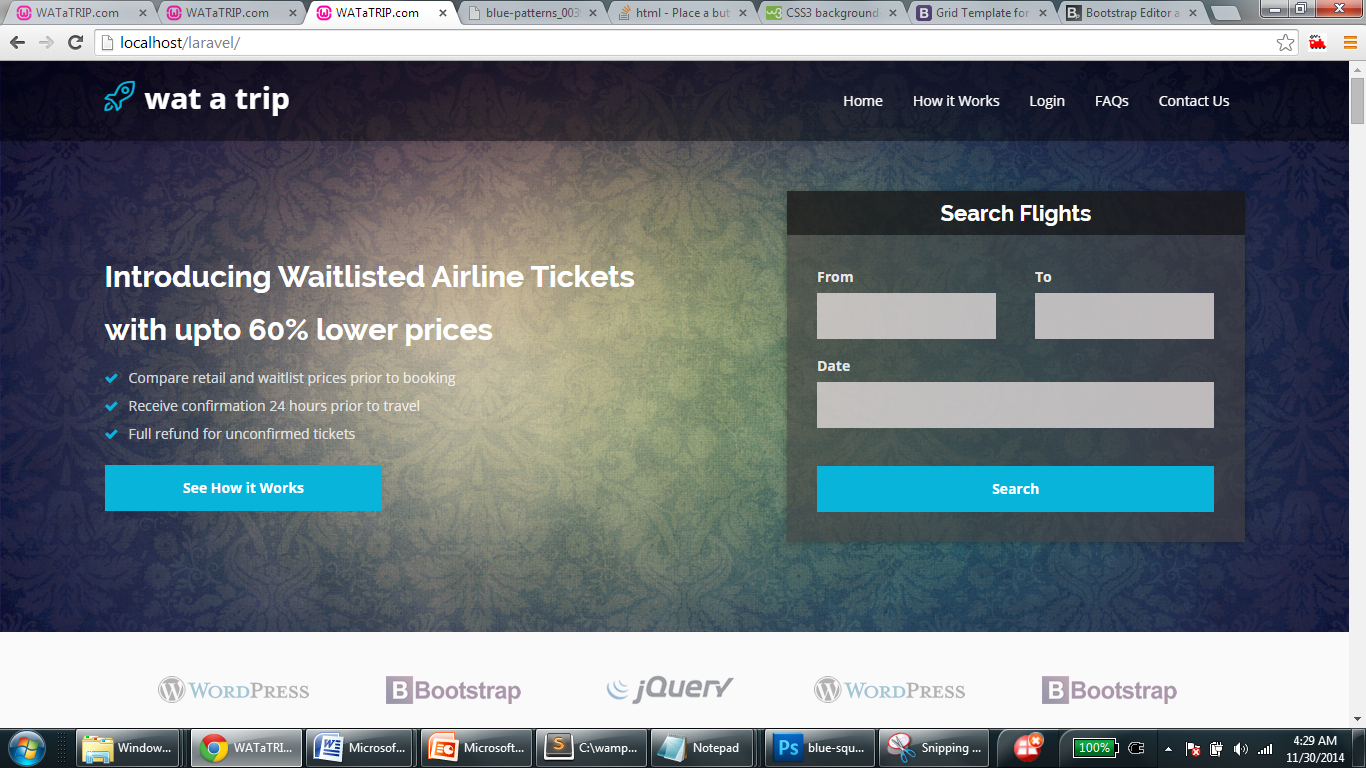 WATaTRIP.com
WATaTRIP.com
WATaTRIP.com
blue-patterns_003
html - Place a but
CSS3 background
Grid Template for
Bootstrap Editor a
localhost/laravel/
wat a trip
Home
How it Works
Login
FAQs
Contact Us
Introducing Waitlisted Airline Tickets
with upto 60% lower prices
Compare retail and waitlist prices prior to booking
Receive confirmation 24 hours prior to travel
Full refund for unconfirmed tickets
See How it Works
Search Flights
From
To
Date
Search
WORDPRESS
B Bootstrap
jQuery
WORDPRESS
B Bootstrap
Window...
WATaTRI...
Microsof...
Microsoft...
C:\wamp...
Notepad
Ps
blue-squ...
Snipping ...
100%
4:29 AM
11/30/2014